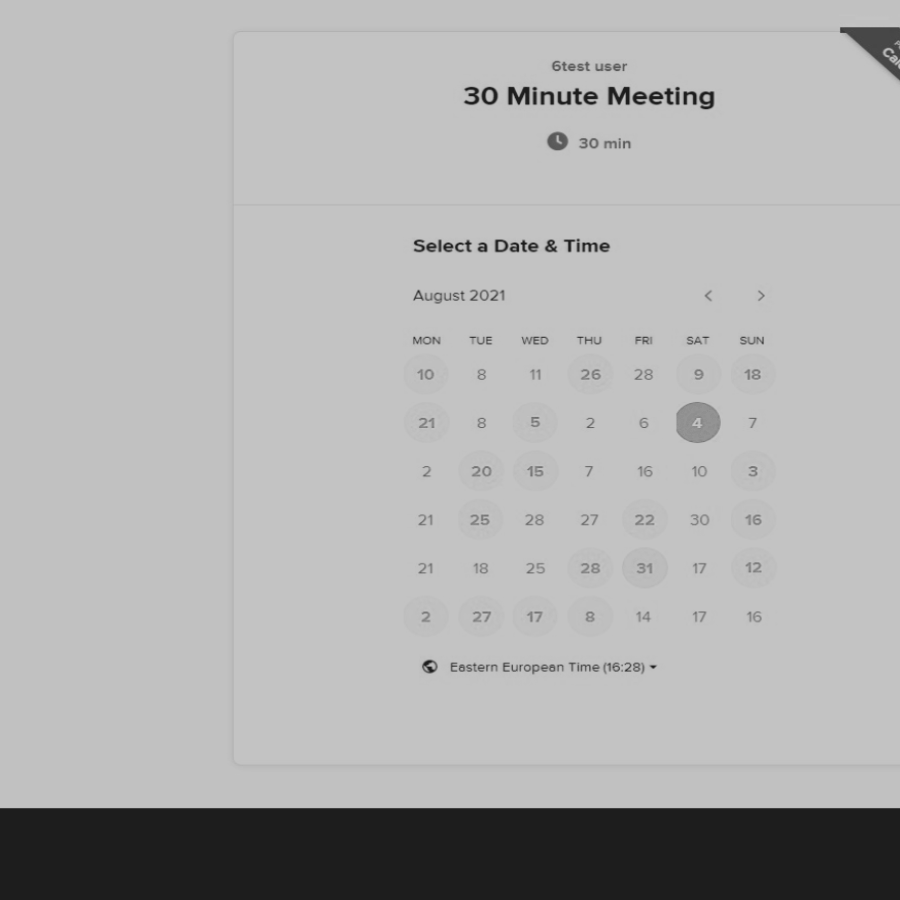 6test user
30 Minute Meeting
30 min
Select a Date & Time
August 2021
MON TUE WED THU FRI SAT SUN
10 8 11 26 28 9 18
21 8 5 2 6 4 7
2 20 15 7 16 10 3
21 25 28 27 22 30 16
21 18 25 28 31 17 12
2 27 17 8 14 17 16
Eastern European Time (16:28)